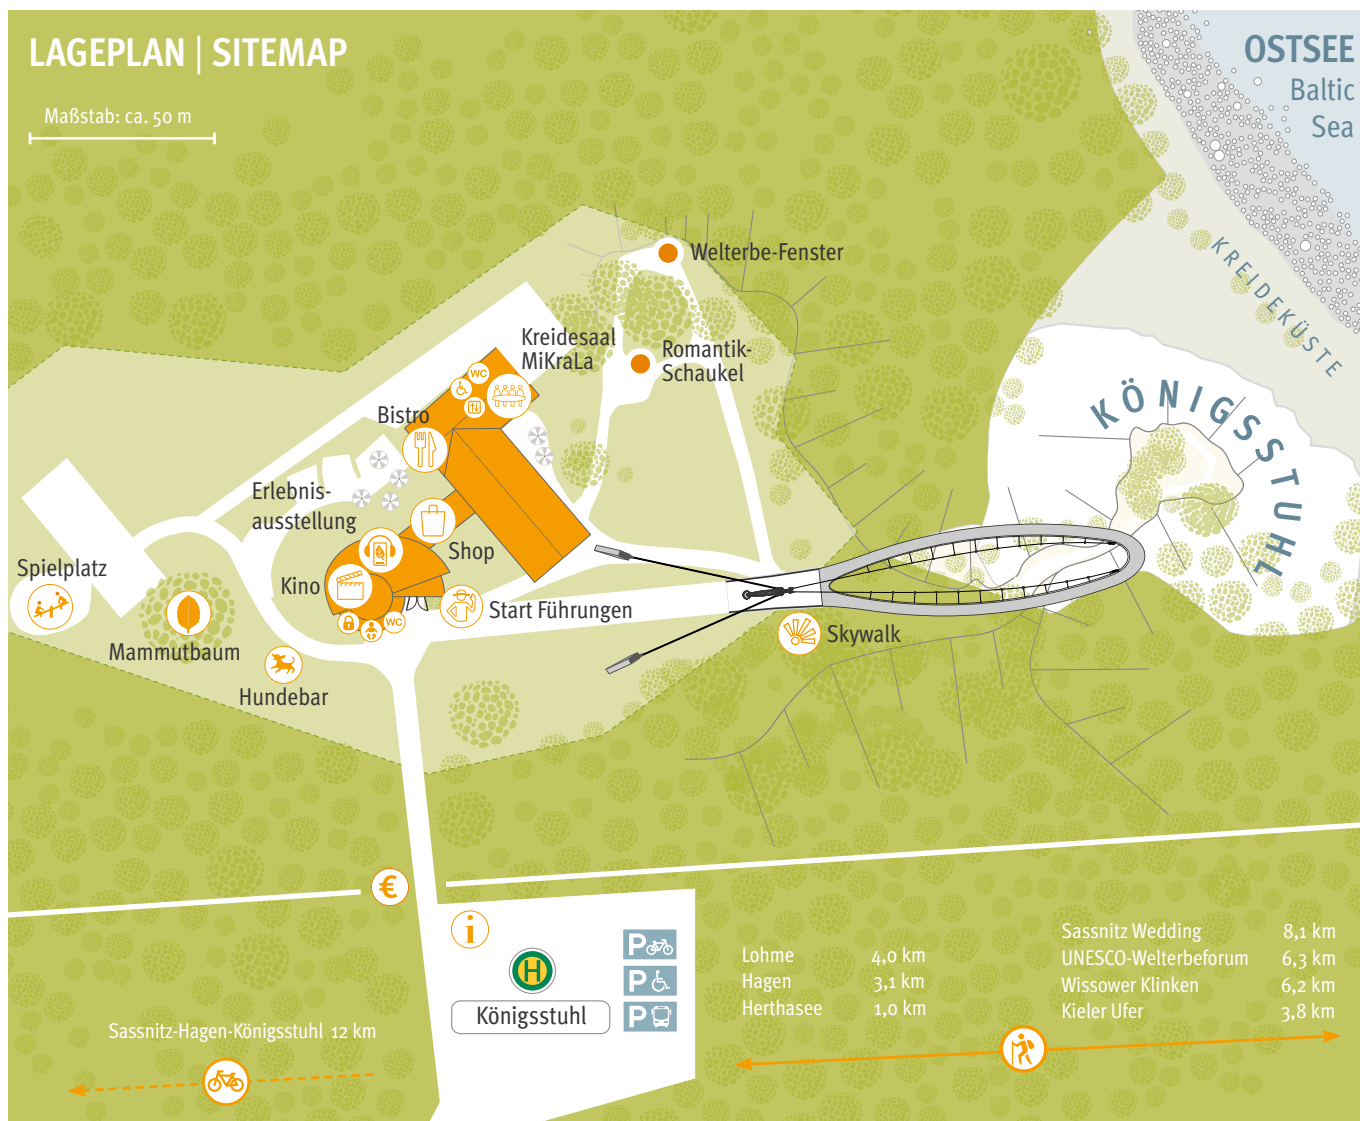 LAGEPLAN | SITEMAP
Maßstab: ca. 50 m
OSTSEE
Baltic
Sea
KREIDEKÜSTE
KÖNIGSSTUHL
Welterbe-Fenster
Kreidesaal
MiKraLa
Romantik-
Schaukel
WC
Bistro
Erlebnis-
ausstellung
Shop
Kino
Spielplatz
Start Führungen
WC
Mammutbaum
Skywalk
Hundebar
€
i
H
Königsstuhl
P
P
P
Lohme 4,0 km
Hagen 3,1 km
Herthasee 1,0 km
Sassnitz Wedding 8,1 km
UNESCO-Welterbeforum 6,3 km
Wissower Klinken 6,2 km
Kieler Ufer 3,8 km
Sassnitz-Hagen-Königsstuhl 12 km